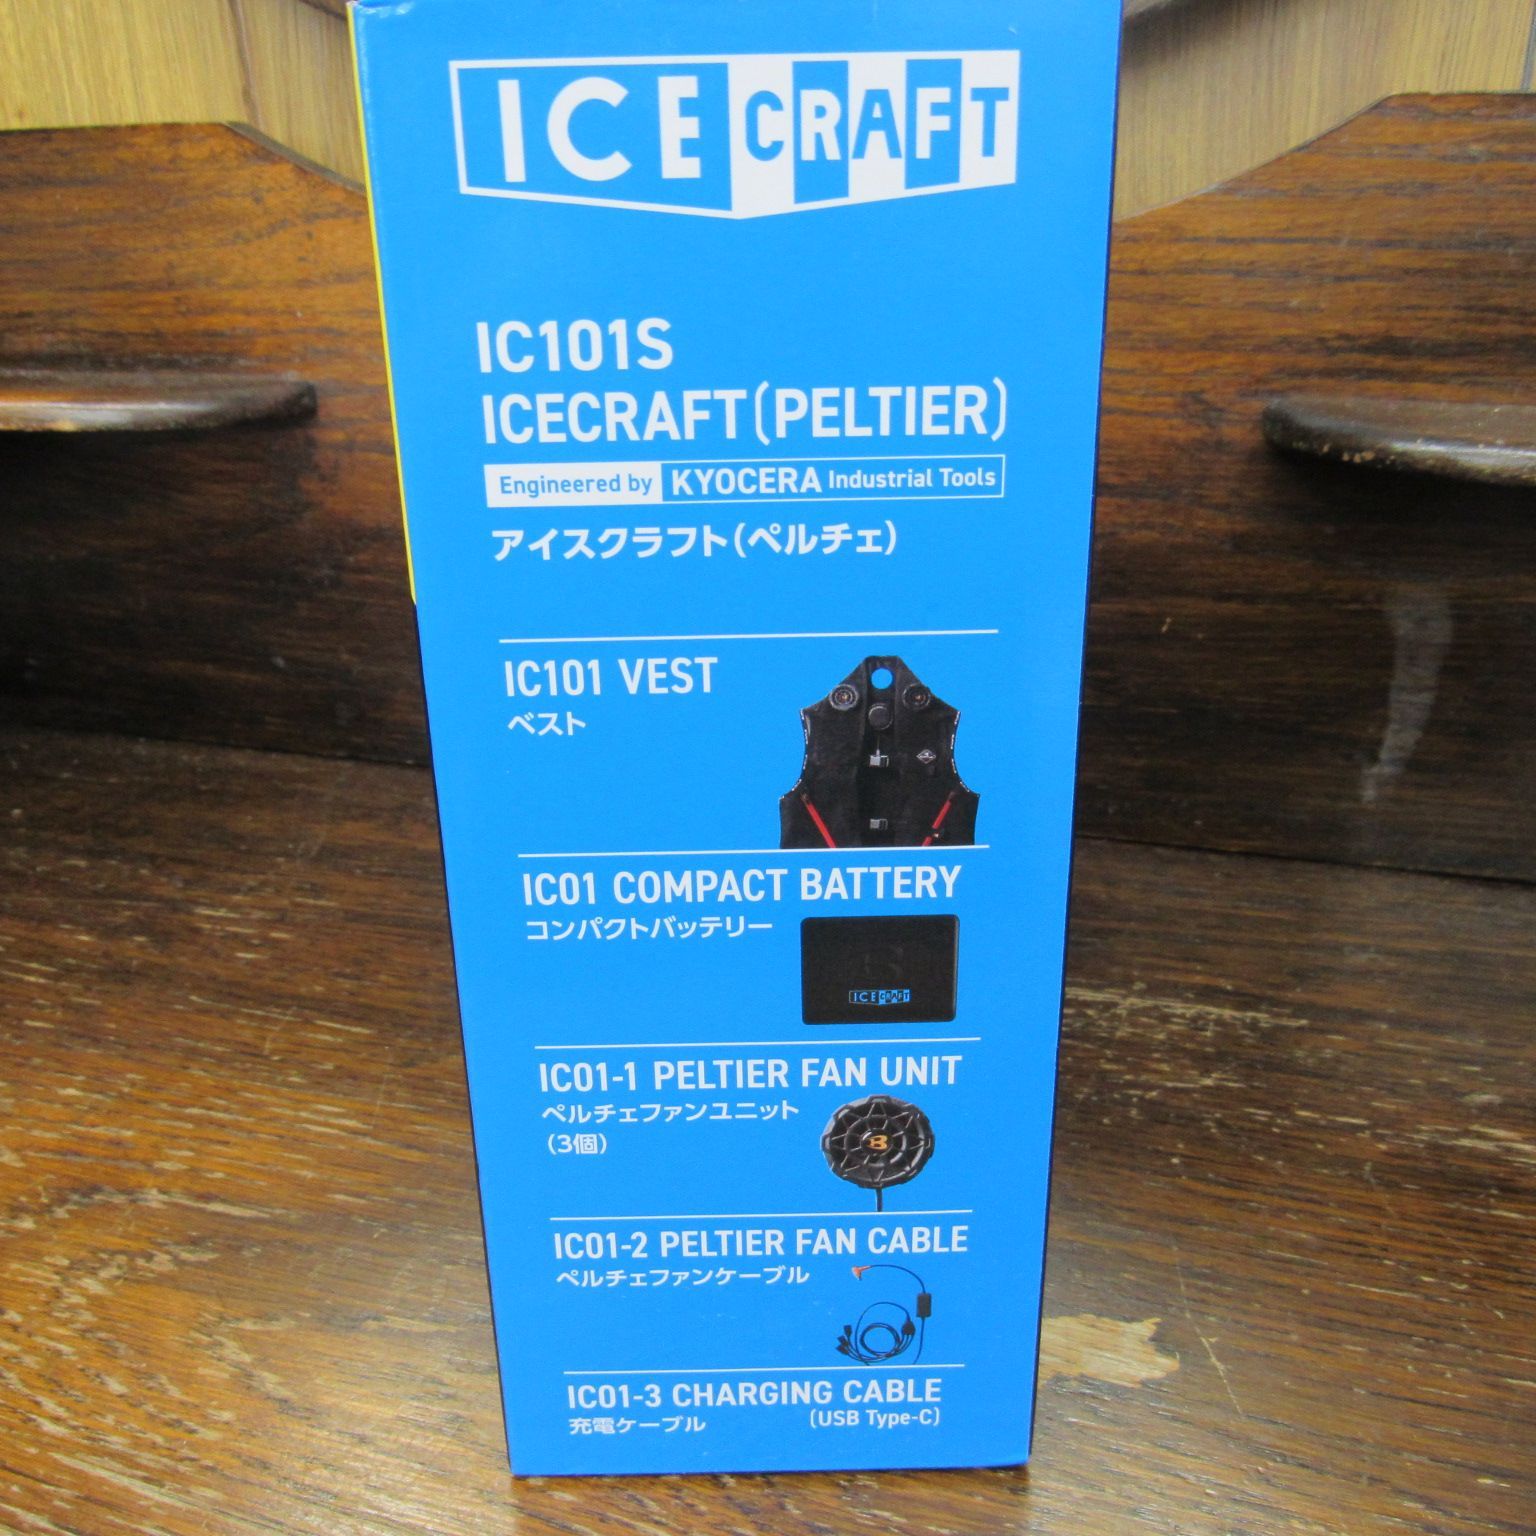 ICE CRAFT
IC101S
ICECRAFT(PELTIER)
Engineered by KYOCERA Industrial Tools
アイスクラフト(ペルチェ)
IC101 VEST
ベスト
IC01 COMPACT BATTERY
コンパクトバッテリー
B
ICE CRAFT
IC01-1 PELTIER FAN UNIT
ペルチェファンユニット
(3個)
B
IC01-2 PELTIER FAN CABLE
ペルチェファンケーブル
IC01-3 CHARGING CABLE
充電ケーブル (USB Type-C)